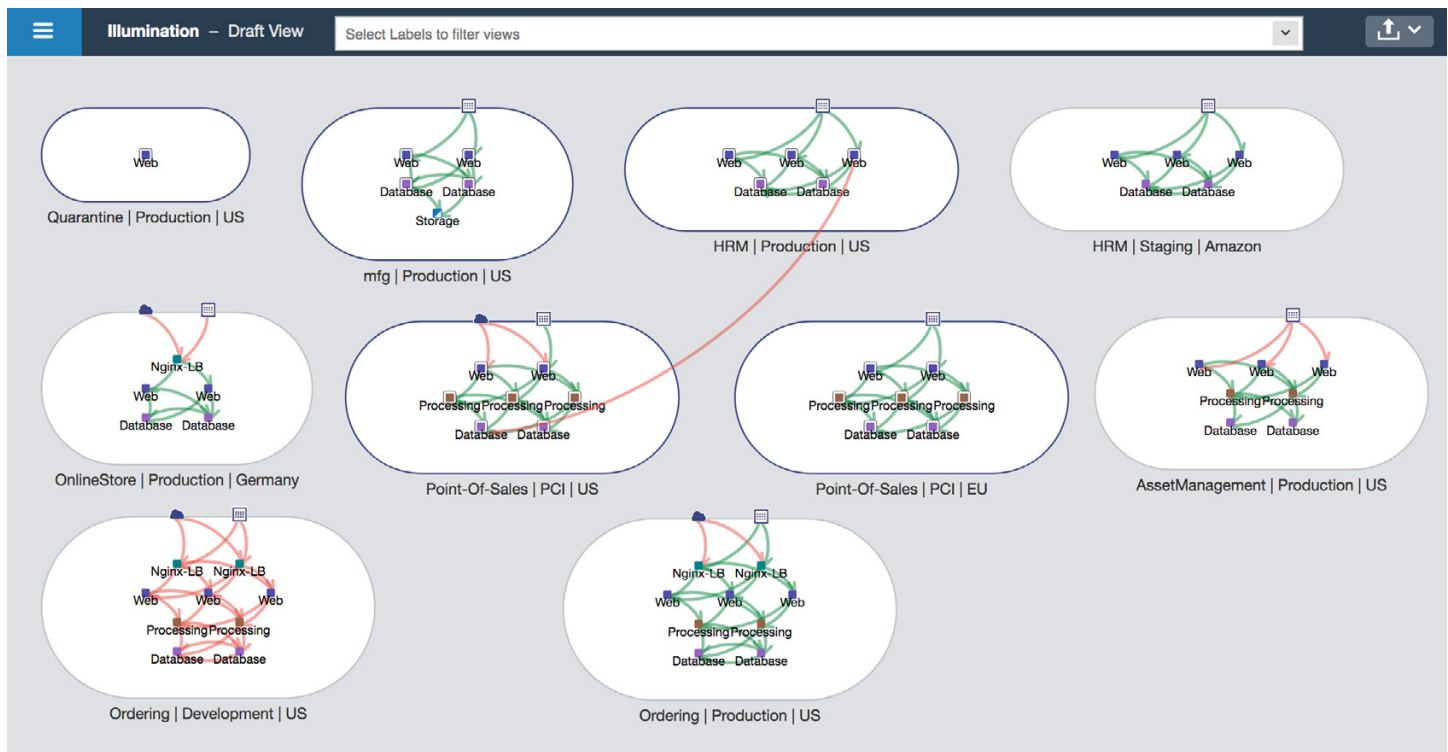 Illumination – Draft View
Select Labels to filter views
Web
Quarantine | Production | US
Web Web
Database Database
Storage
mfg | Production | US
Web Web Web
Database Database
HRM | Production | US
Web Web Web
Database Database
HRM | Staging | Amazon
Nginx-LB
Web Web
Database Database
OnlineStore | Production | Germany
Web Web
Processing Processing Processing
Database Database
Point-Of-Sales | PCI | US
Web Web
Processing Processing Processing
Database Database
Point-Of-Sales | PCI | EU
Web Web Web
Processing Processing
Database Database
AssetManagement | Production | US
Nginx-LB Nginx-LB
Web Web Web
Processing Processing
Database Database
Ordering | Development | US
Nginx-LB Nginx-LB
Web Web Web
Processing Processing
Database Database
Ordering | Production | US